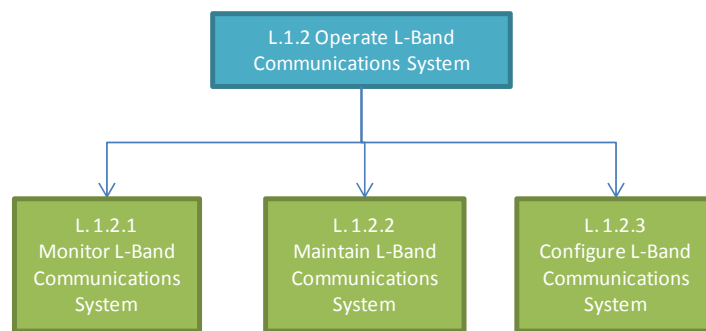 L.1.2 Operate L-Band
Communications System
L. 1.2.1
Monitor L-Band
Communications
System
L. 1.2.2
Maintain L-Band
Communications
System
L. 1.2.3
Configure L-Band
Communications
System